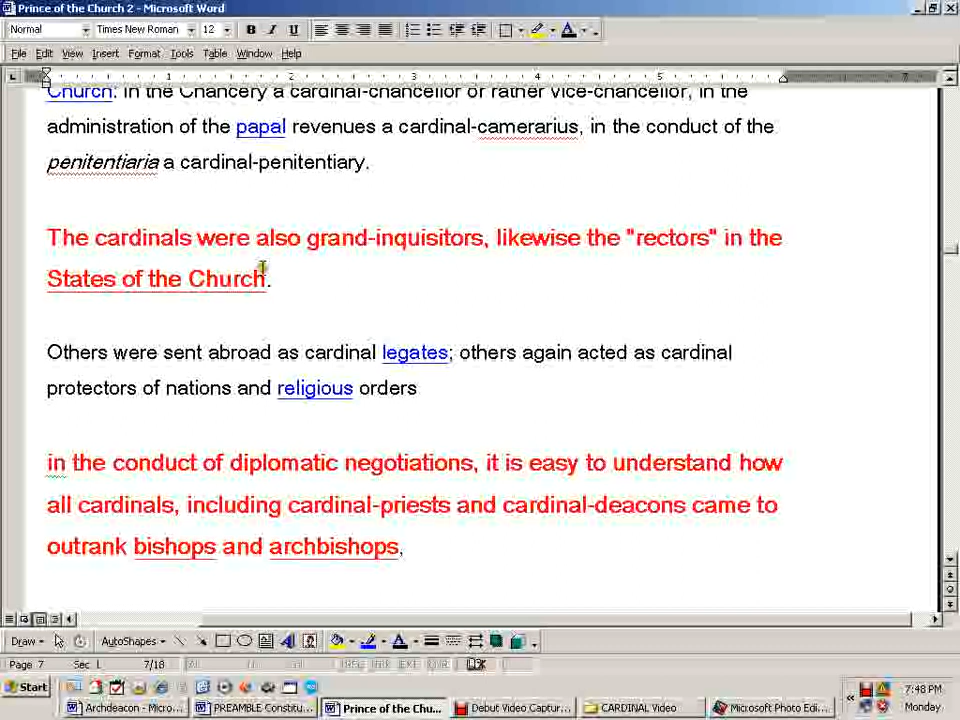 Prince of the Church 2 - Microsoft Word
Normal Times New Roman 12 B I U A
File Edit View Insert Format Tools Table Window Help
1 2 3 4 5 7
Church: In the Chancery a cardinal-chancellor or rather vice-chancellor, in the
administration of the papal revenues a cardinal-camerarius, in the conduct of the
penitentiaria a cardinal-penitentiary.
The cardinals were also grand-inquisitors, likewise the "rectors" in the
States of the Church.
Others were sent abroad as cardinal legates; others again acted as cardinal
protectors of nations and religious orders
in the conduct of diplomatic negotiations, it is easy to understand how
all cardinals, including cardinal-priests and cardinal-deacons came to
outrank bishops and archbishops,
Draw AutoShapes A
Page 7 Sec 1 7/18
Start 7:48 PM
Archdeacon - Micro... PREAMBLE Constitu... Prince of the Chu... Debut Video Captur... CARDINAL Video Microsoft Photo Edi... Monday